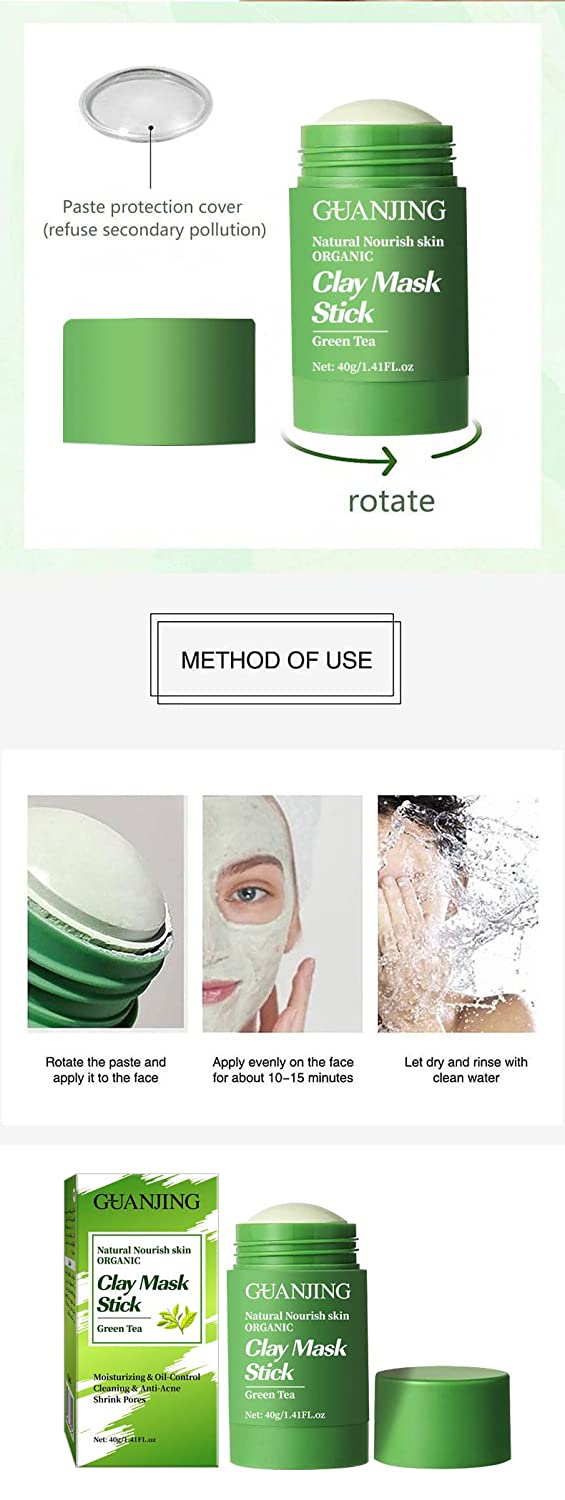 Paste protection cover
(refuse secondary pollution)
GUANJING
Natural Nourish skin
ORGANIC
Clay Mask
Stick
Green Tea
Net: 40g/1.41FL.oz
rotate
METHOD OF USE
Rotate the paste and
apply it to the face
Apply evenly on the face
for about 10–15 minutes
Let dry and rinse with
clean water
GUANJING
Natural Nourish skin
ORGANIC
Clay Mask
Stick
Green Tea
Moisturizing & Oil-Control
Cleaning & Anti-Acne
Shrink Pores
Net: 40g/1.41FL.oz
GUANJING
Natural Nourish skin
ORGANIC
Clay Mask
Stick
Green Tea
Net: 40g/1.41FL.oz